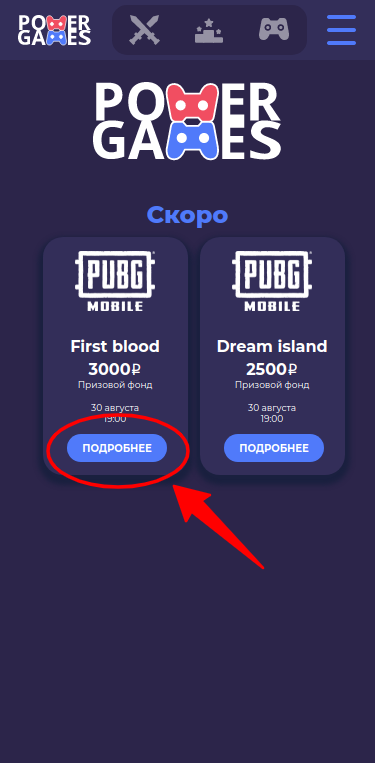 POWER
GAMES
POWER
GAMES
Скоро
PUBG
MOBILE
First blood
3000₽
Призовой фонд
30 августа
19:00
ПОДРОБНЕЕ
PUBG
MOBILE
Dream island
2500₽
Призовой фонд
30 августа
19:00
ПОДРОБНЕЕ